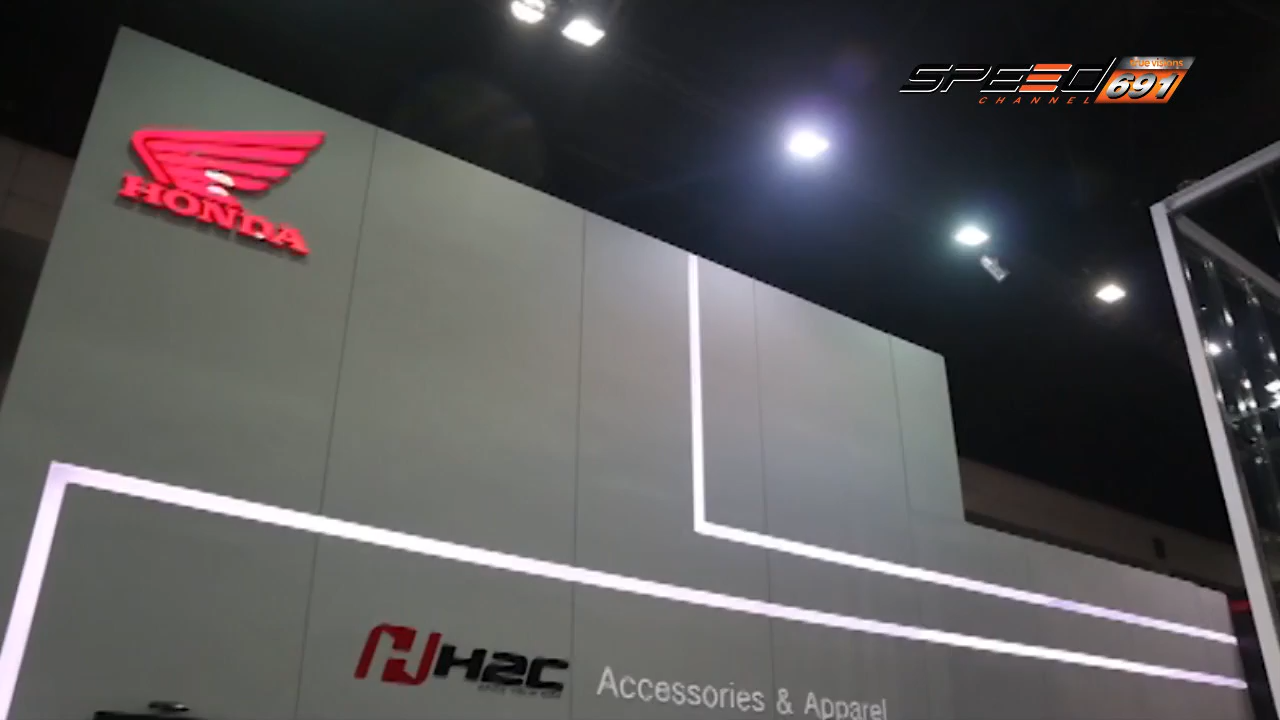 SPEED
CHANNEL
true visions
691
HONDA
H2C
Accessories & Apparel